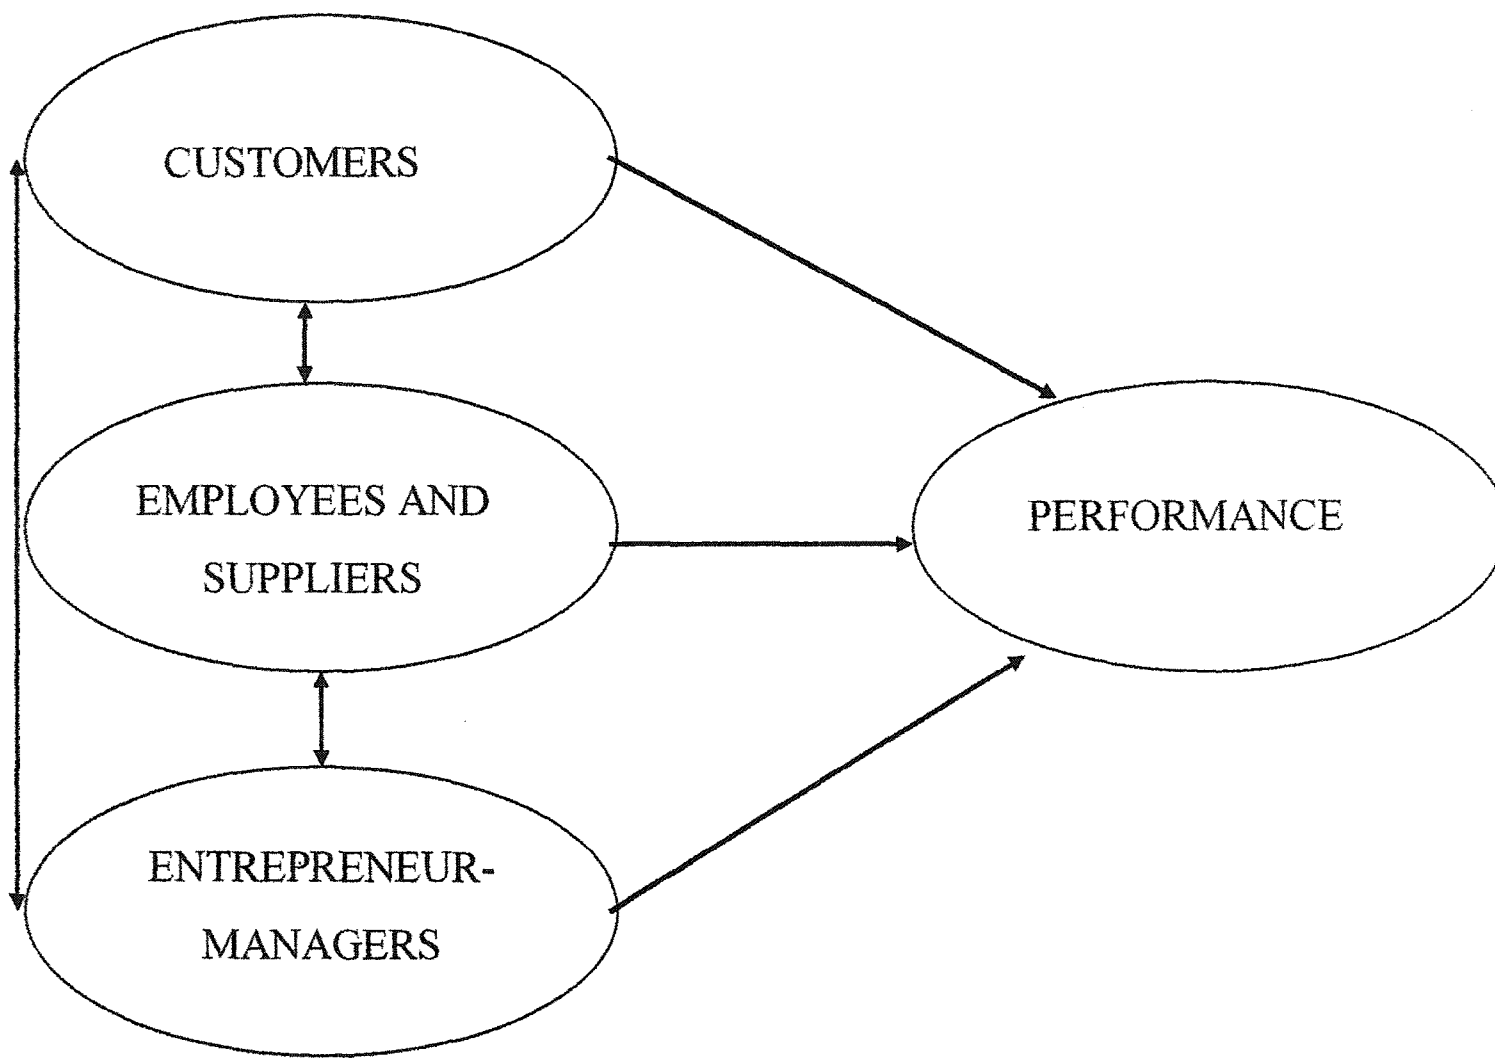 CUSTOMERS
EMPLOYEES AND
SUPPLIERS
PERFORMANCE
ENTREPRENEUR-
MANAGERS